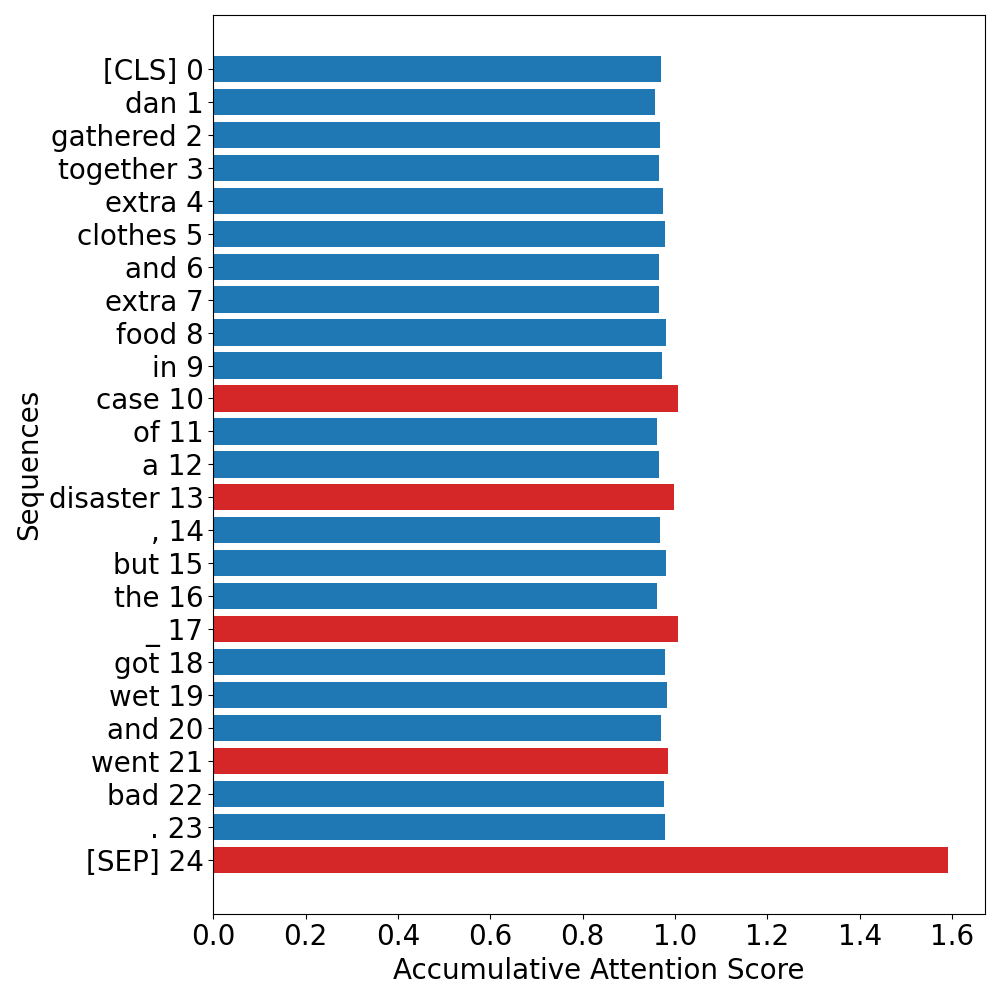 [CLS] 0
dan 1
gathered 2
together 3
extra 4
clothes 5
and 6
extra 7
food 8
in 9
case 10
of 11
a 12
disaster 13
, 14
but 15
the 16
_ 17
got 18
wet 19
and 20
went 21
bad 22
. 23
[SEP] 24
Sequences
0.0 0.2 0.4 0.6 0.8 1.0 1.2 1.4 1.6
Accumulative Attention Score